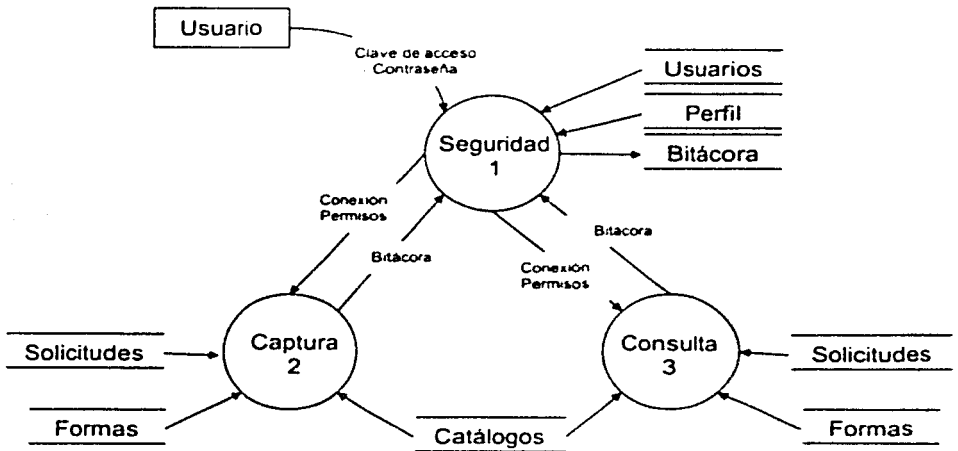 Usuario
Clave de acceso
Contraseña
Usuarios
Perfil
Bitácora
Seguridad
1
Conexión
Permisos
Bitácora
Bitácora
Conexión
Permisos
Solicitudes
Captura
2
Consulta
3
Solicitudes
Formas
Catálogos
Formas